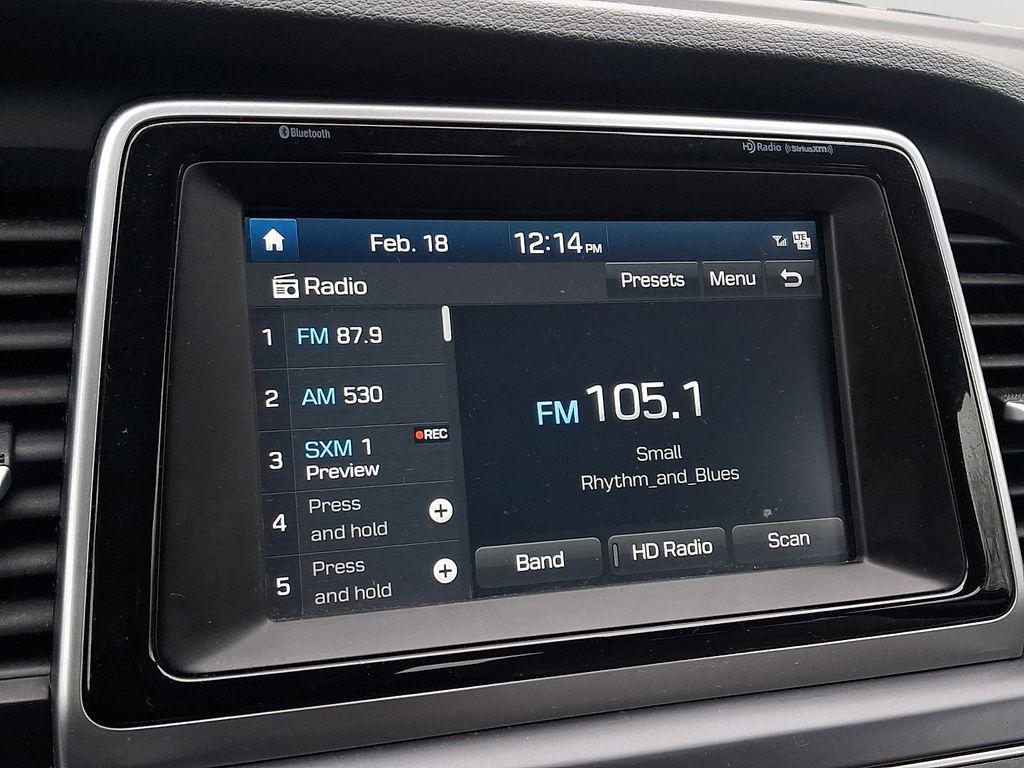 Bluetooth
HD Radio ((SiriusXM))
Feb. 18
12:14 PM
LTE
Radio
Presets
Menu
1 FM 87.9
2 AM 530
3 SXM 1
REC
Preview
4 Press
and hold
5 Press
and hold
FM 105.1
Small
Rhythm_and_Blues
Band
HD Radio
Scan